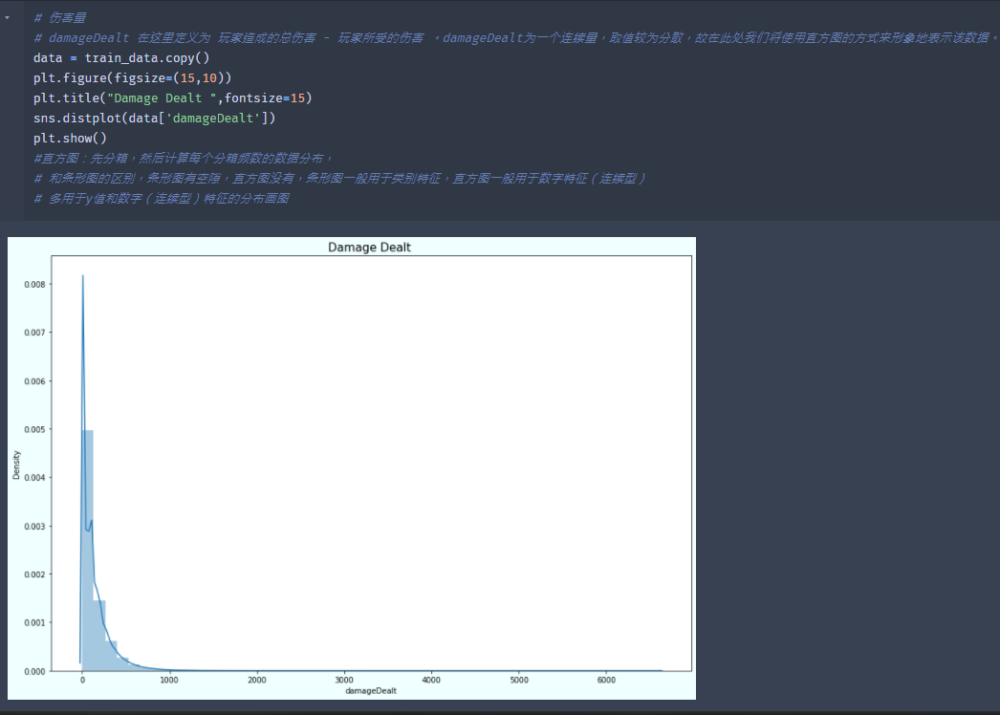 # 伤害量
# damageDealt 在这里定义为 玩家造成的总伤害 - 玩家所受的伤害 。damageDealt为一个连续量，取值较为分散，故在此处我们将使用直方图的方式来形象地表示该数据。
data = train_data.copy()
plt.figure(figsize=(15,10))
plt.title("Damage Dealt ",fontsize=15)
sns.distplot(data['damageDealt'])
plt.show()
#直方图：先分箱，然后计算每个分箱频数的数据分布，
# 和条形图的区别，条形图有空隙，直方图没有，条形图一般用于类别特征，直方图一般用于数字特征（连续型）
# 多用于y值和数字（连续型）特征的分布画图
Damage Dealt
0.008
0.007
0.006
0.005
0.004
0.003
0.002
0.001
0.000
Density
0 1000 2000 3000 4000 5000 6000
damageDealt